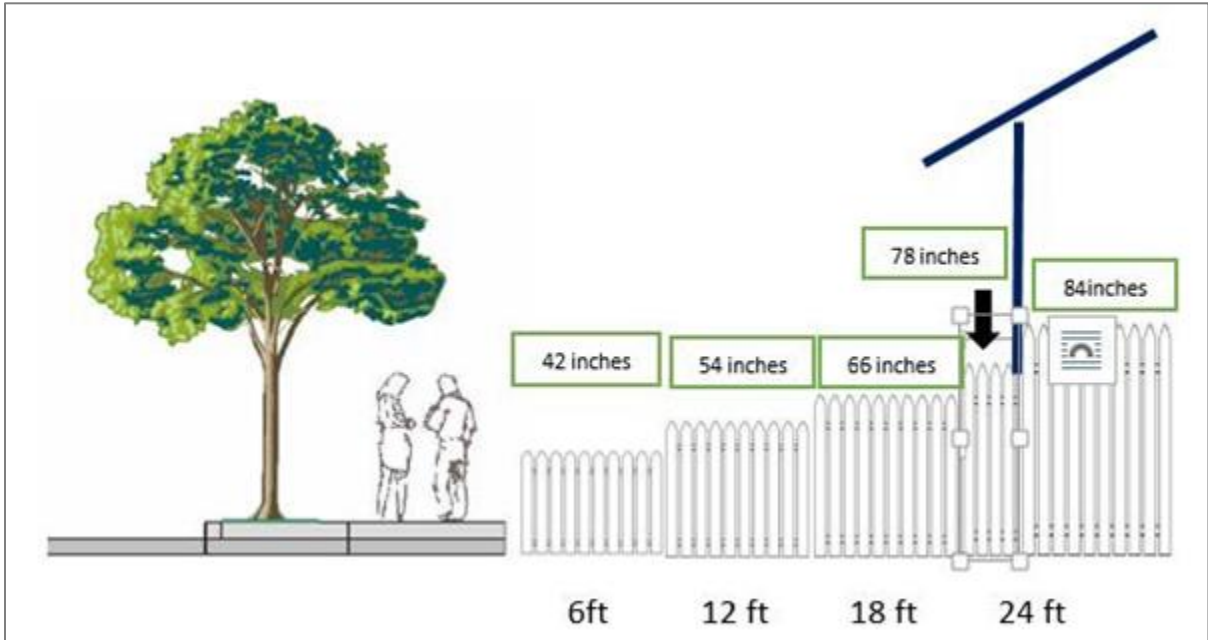 78 inches
84inches
42 inches
54 inches
66 inches
6ft
12 ft
18 ft
24 ft